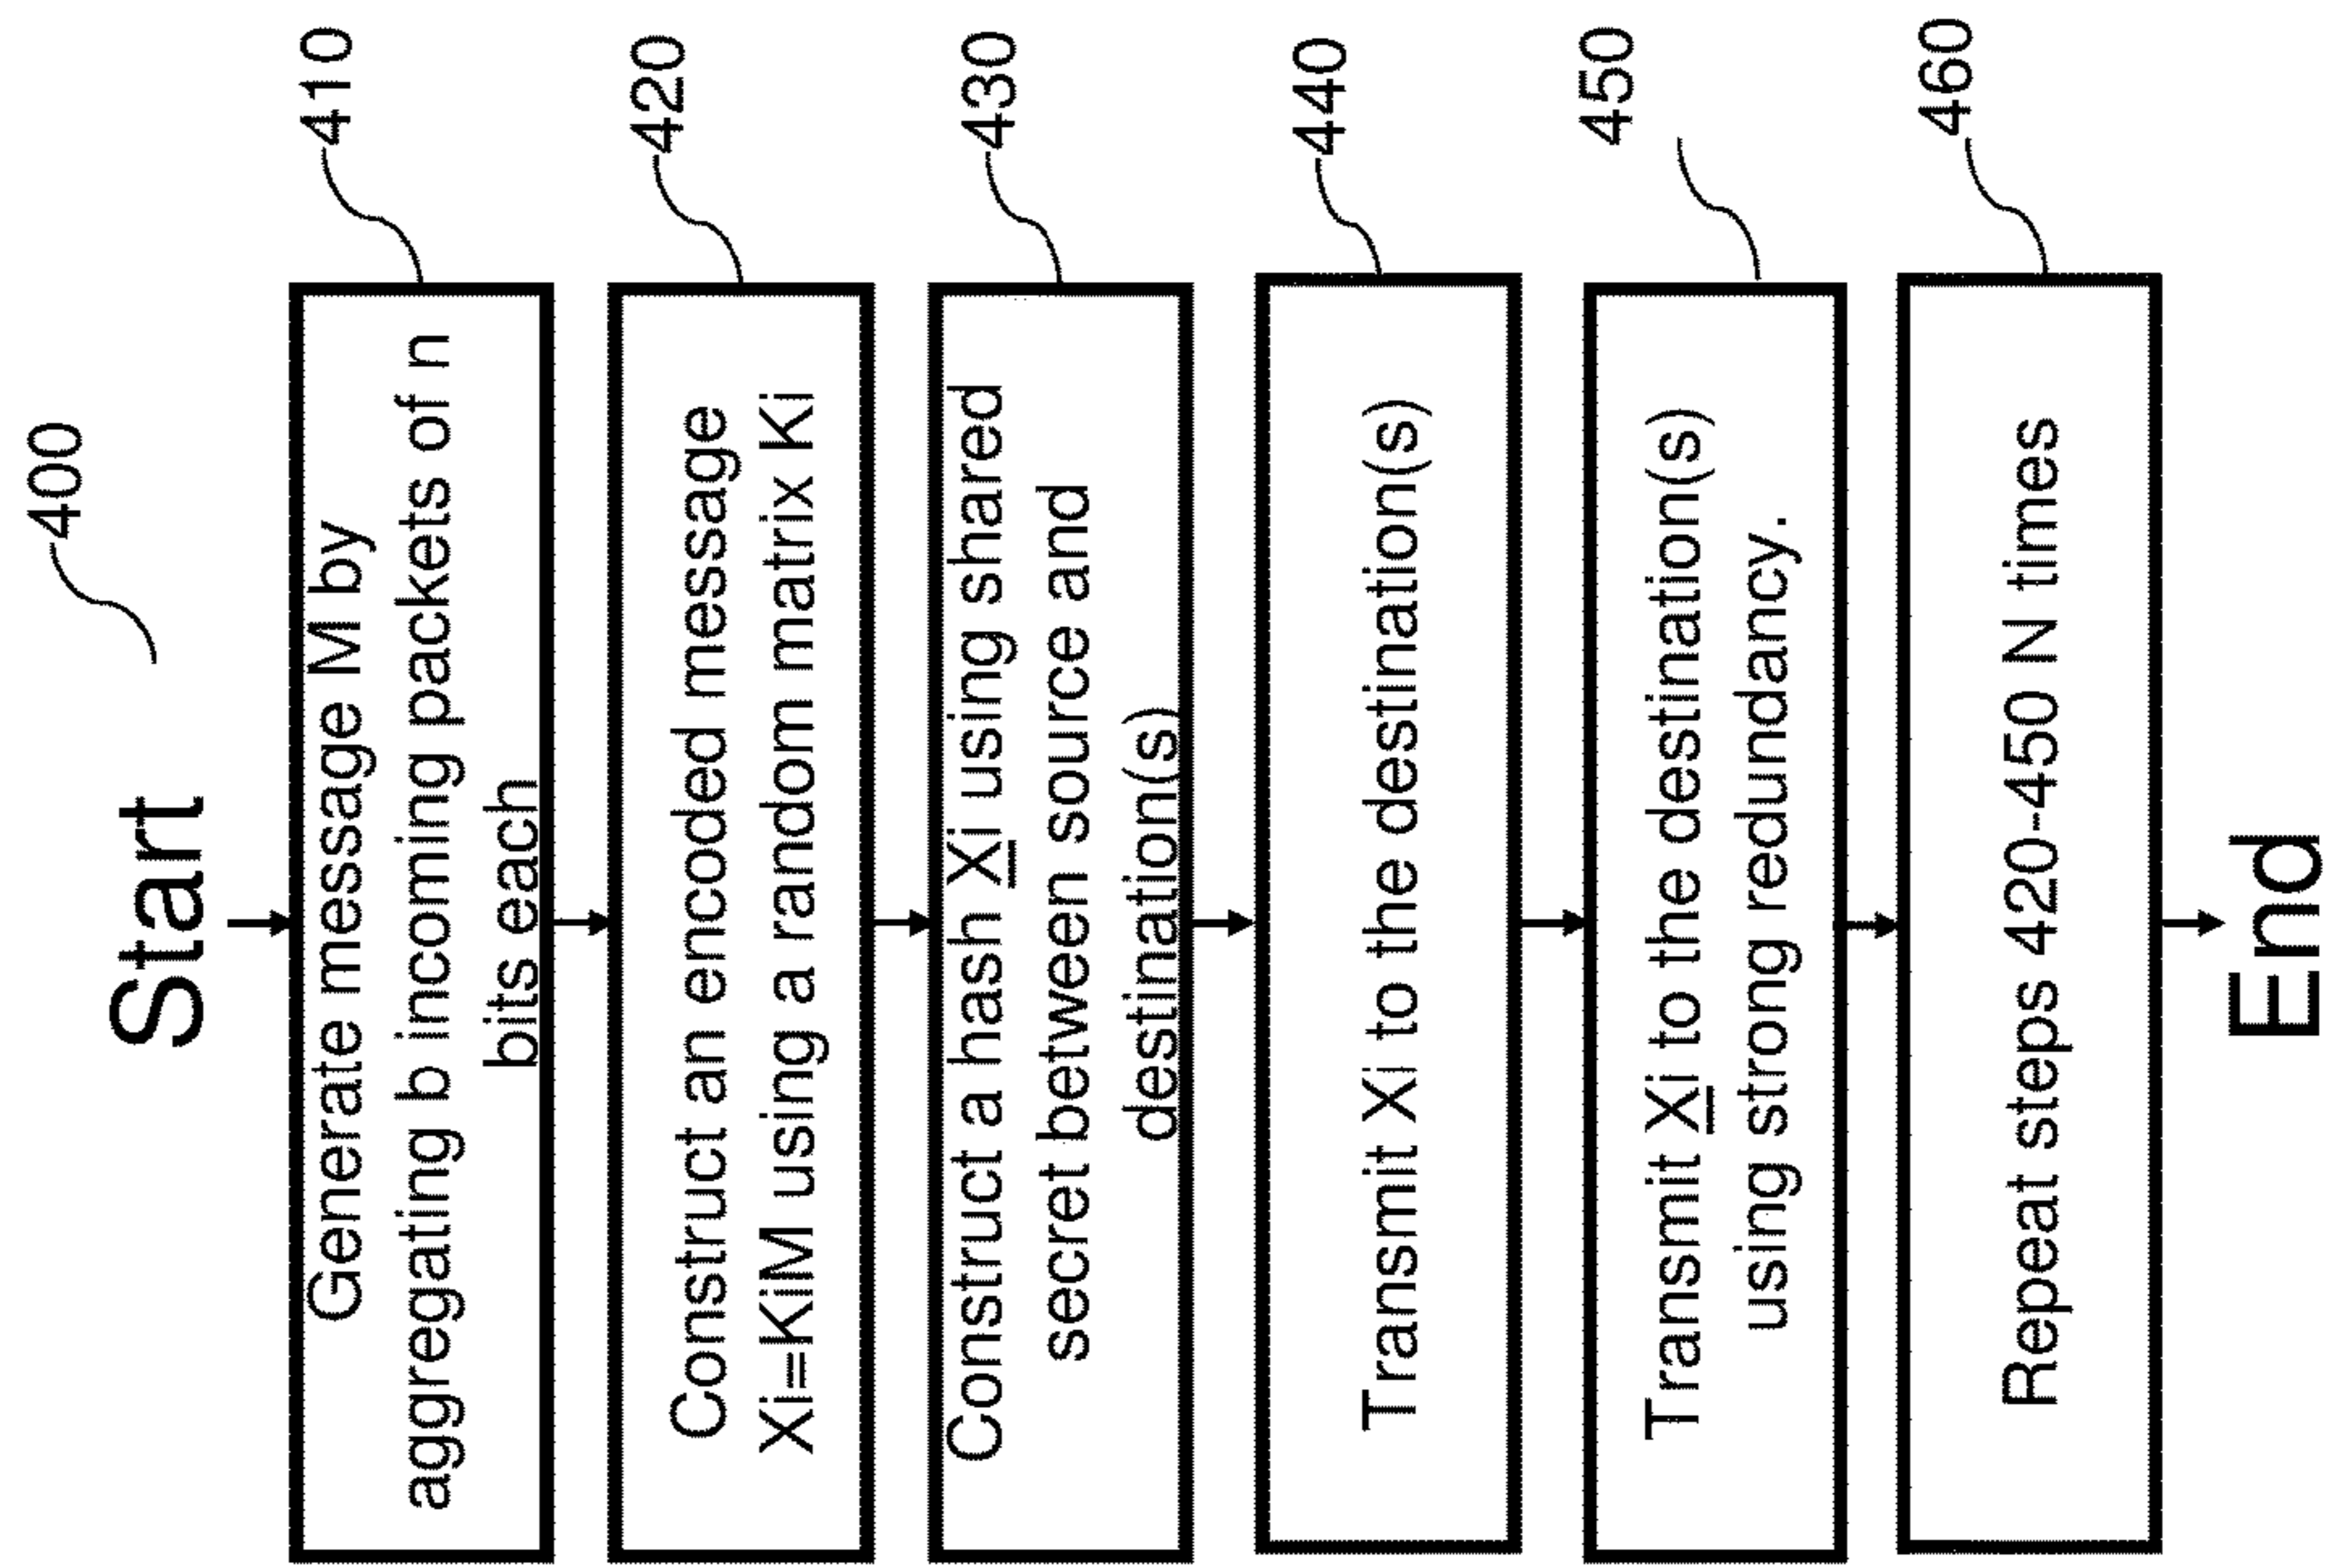 400
Start
Generate message M by
aggregating b incoming packets of n
bits each
410
Construct an encoded message
Xi=KiM using a random matrix Ki
420
Construct a hash Xi using shared
secret between source and
destination(s)
430
Transmit Xi to the destination(s)
440
Transmit Xi to the destination(s)
using strong redundancy.
450
Repeat steps 420-450 N times
460
End